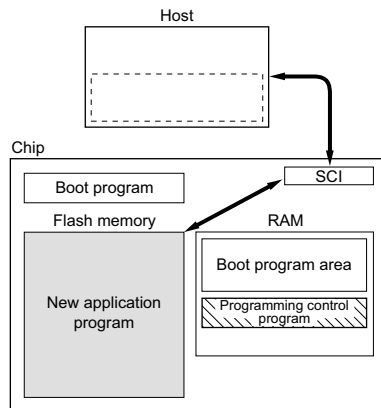 Host
Chip
SCI
Boot program
Flash memory
RAM
New application
program
Boot program area
Programming control
program